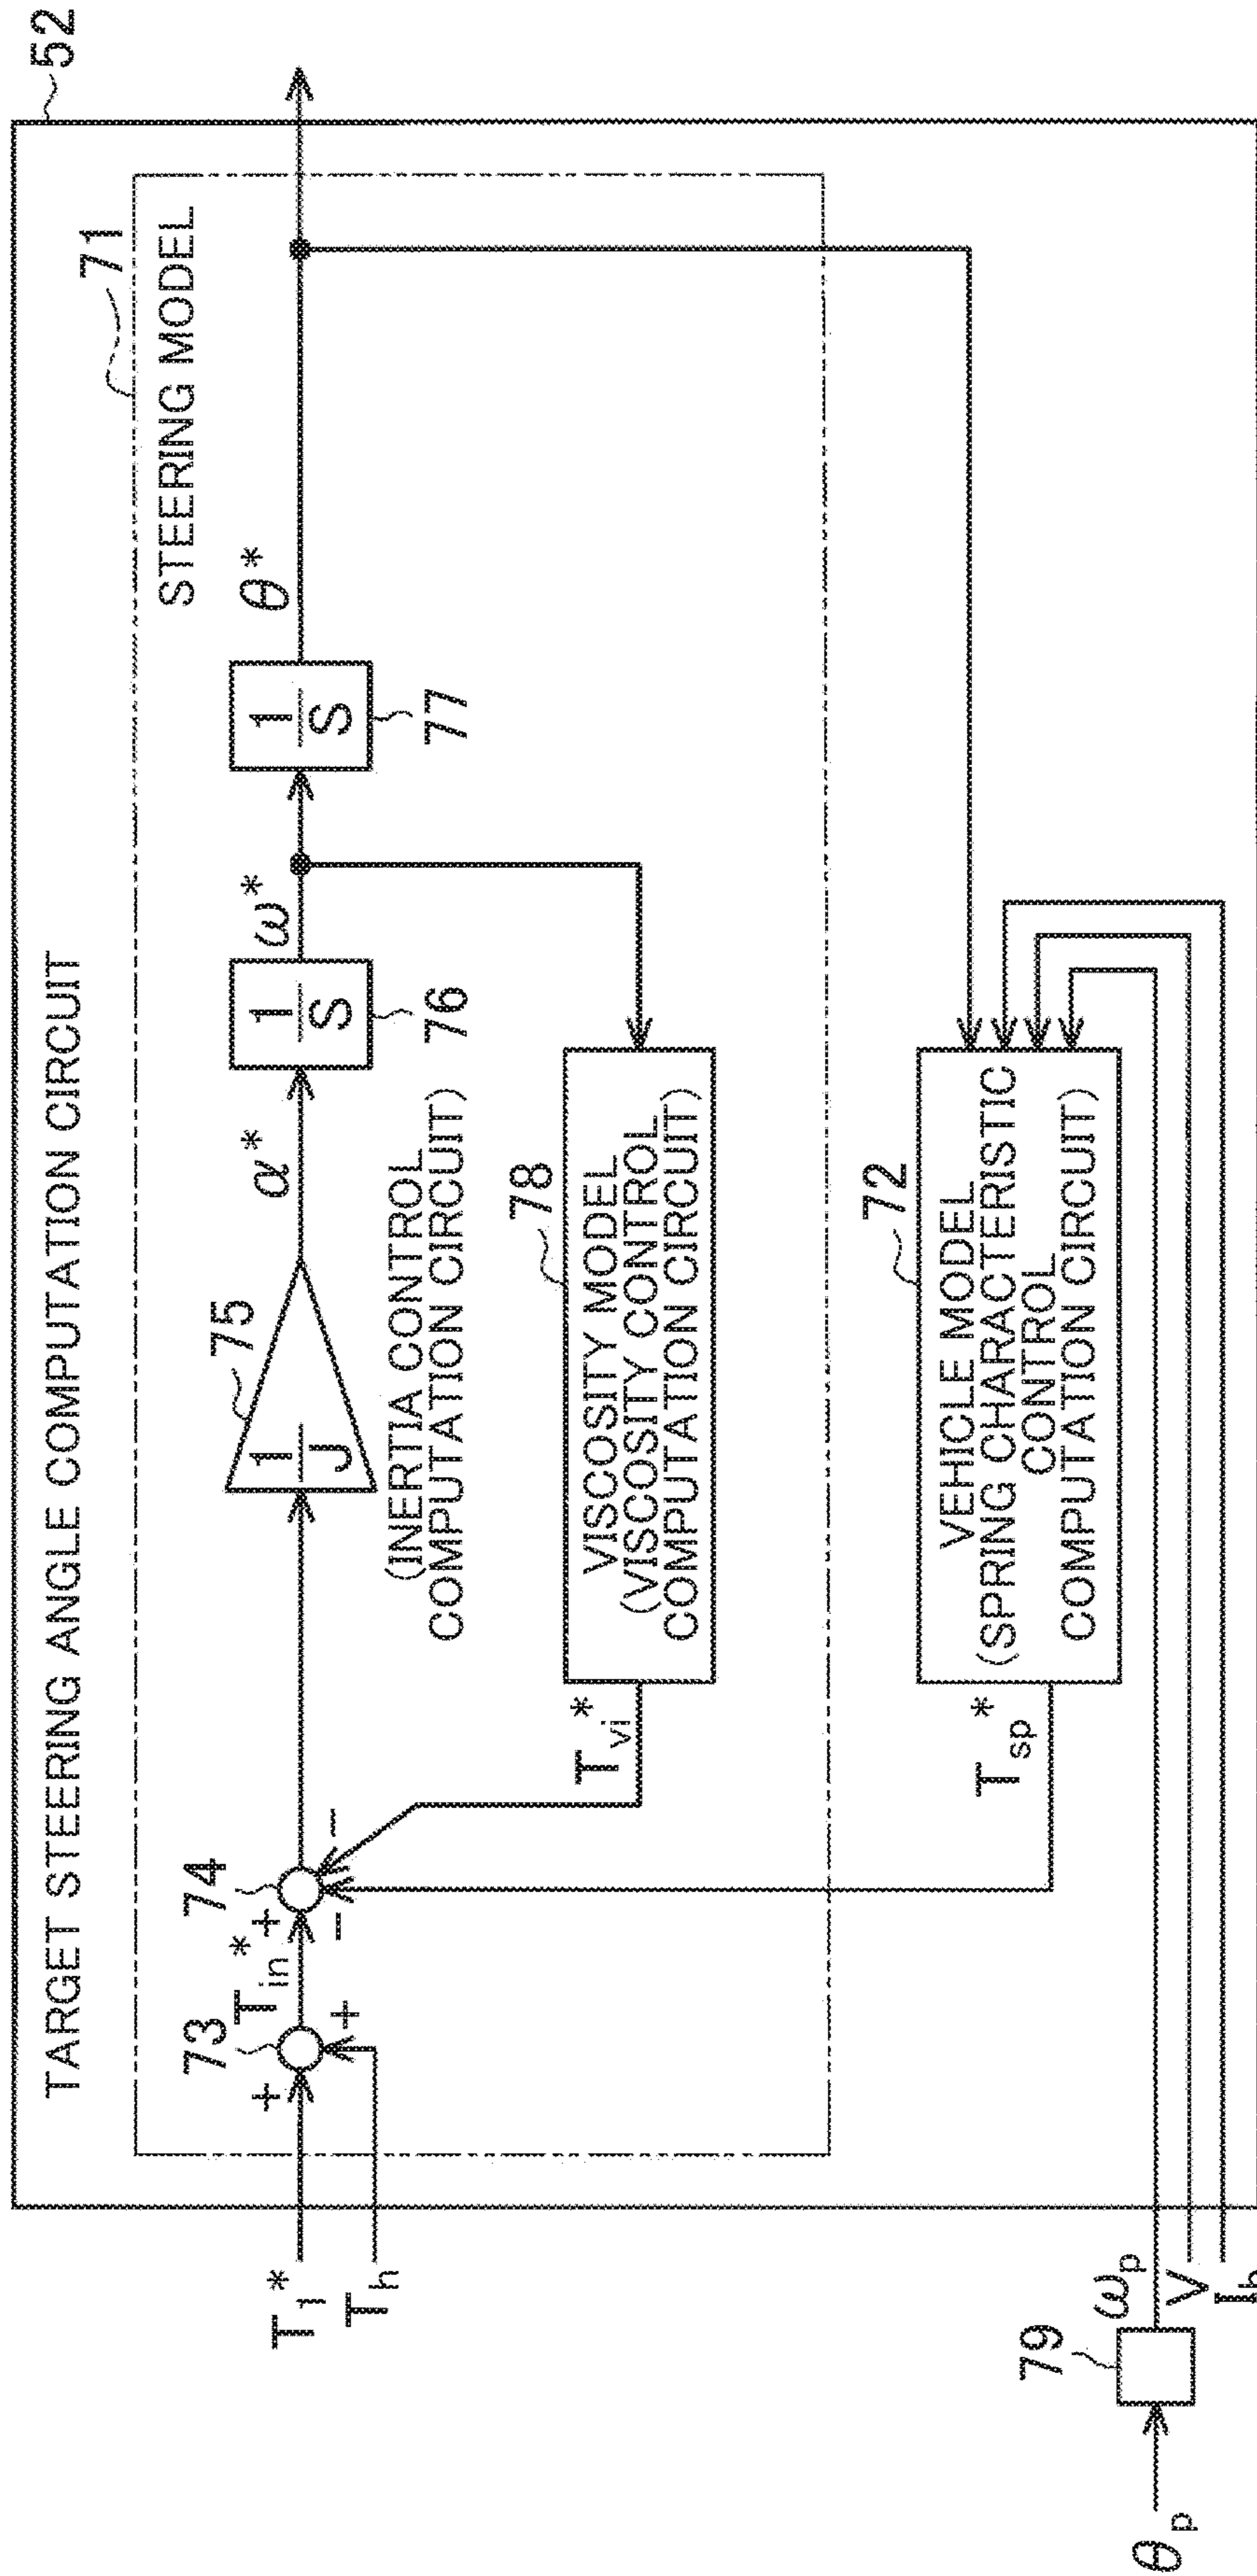 52
TARGET STEERING ANGLE COMPUTATION CIRCUIT
71
STEERING MODEL
T1*
Th
+
73
+
Tin*
+
74
-
-
75
1/J
(INERTIA CONTROL
COMPUTATION CIRCUIT)
α*
1/S
76
ω*
1/S
77
θ*
Tvi*
78
VISCOSITY MODEL
(VISCOSITY CONTROL
COMPUTATION CIRCUIT)
Tsp*
72
VEHICLE MODEL
(SPRING CHARACTERISTIC
CONTROL
COMPUTATION CIRCUIT)
θp
79
ωp
V
Ib